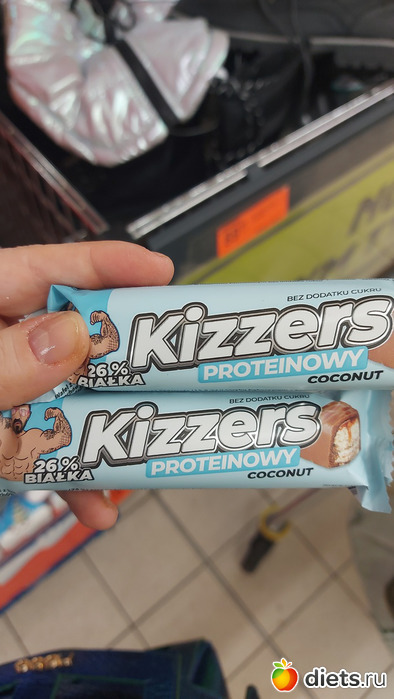 BEZ DODATKU CUKRU
Kizzers
PROTEINOWY
COCONUT
26%
BIAŁKA
BEZ DODATKU CUKRU
Kizzers
PROTEINOWY
COCONUT
26%
BIAŁKA
diets.ru